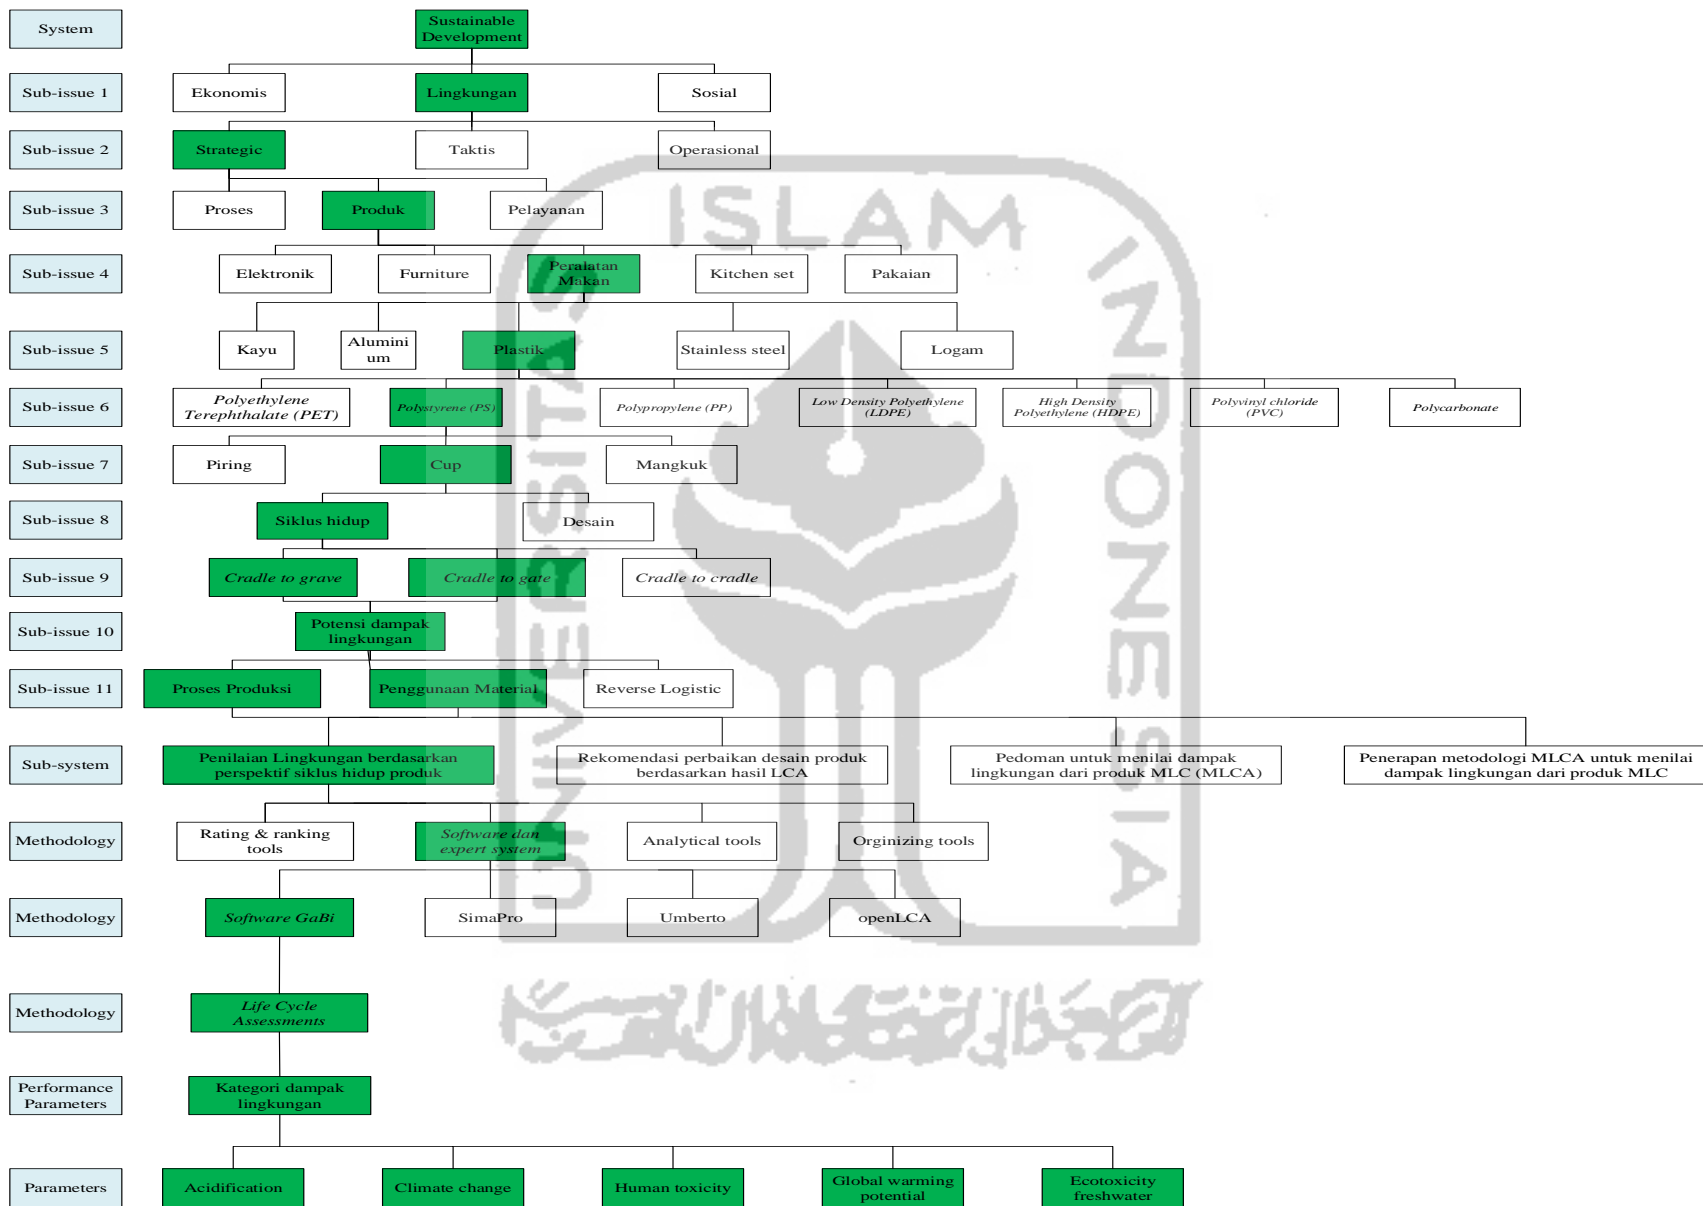 System
Sustainable
Development
Sub-issue 1
Ekonomis
Lingkungan
Sosial
Sub-issue 2
Strategic
Taktis
Operasional
Sub-issue 3
Proses
Produk
Pelayanan
Sub-issue 4
Elektronik
Furniture
Peralatan
Makan
Kitchen set
Pakaian
Sub-issue 5
Kayu
Alumini
um
Plastik
Stainless steel
Logam
Sub-issue 6
Polyethylene
Terephthalate (PET)
Polystyrene (PS)
Polypropylene (PP)
Low Density Polyethylene
(LDPE)
High Density
Polyethylene (HDPE)
Polyvinyl chloride
(PVC)
Polycarbonate
Sub-issue 7
Piring
Cup
Mangkuk
Sub-issue 8
Siklus hidup
Desain
Sub-issue 9
Cradle to grave
Cradle to gate
Cradle to cradle
Sub-issue 10
Potensi dampak
lingkungan
Sub-issue 11
Proses Produksi
Penggunaan Material
Reverse Logistic
Sub-system
Penilaian Lingkungan berdasarkan
perspektif siklus hidup produk
Rekomendasi perbaikan desain produk
berdasarkan hasil LCA
Pedoman untuk menilai dampak
lingkungan dari produk MLC (MLCA)
Penerapan metodologi MLCA untuk menilai
dampak lingkungan dari produk MLC
Methodology
Rating & ranking
tools
Software dan
expert system
Analytical tools
Orginizing tools
Methodology
Software GaBi
SimaPro
Umberto
openLCA
Methodology
Life Cycle
Assessments
Performance
Parameters
Kategori dampak
lingkungan
Parameters
Acidification
Climate change
Human toxicity
Global warming
potential
Ecotoxicity
freshwater
UNIVERSITAS
ISLAM
INDONESIA